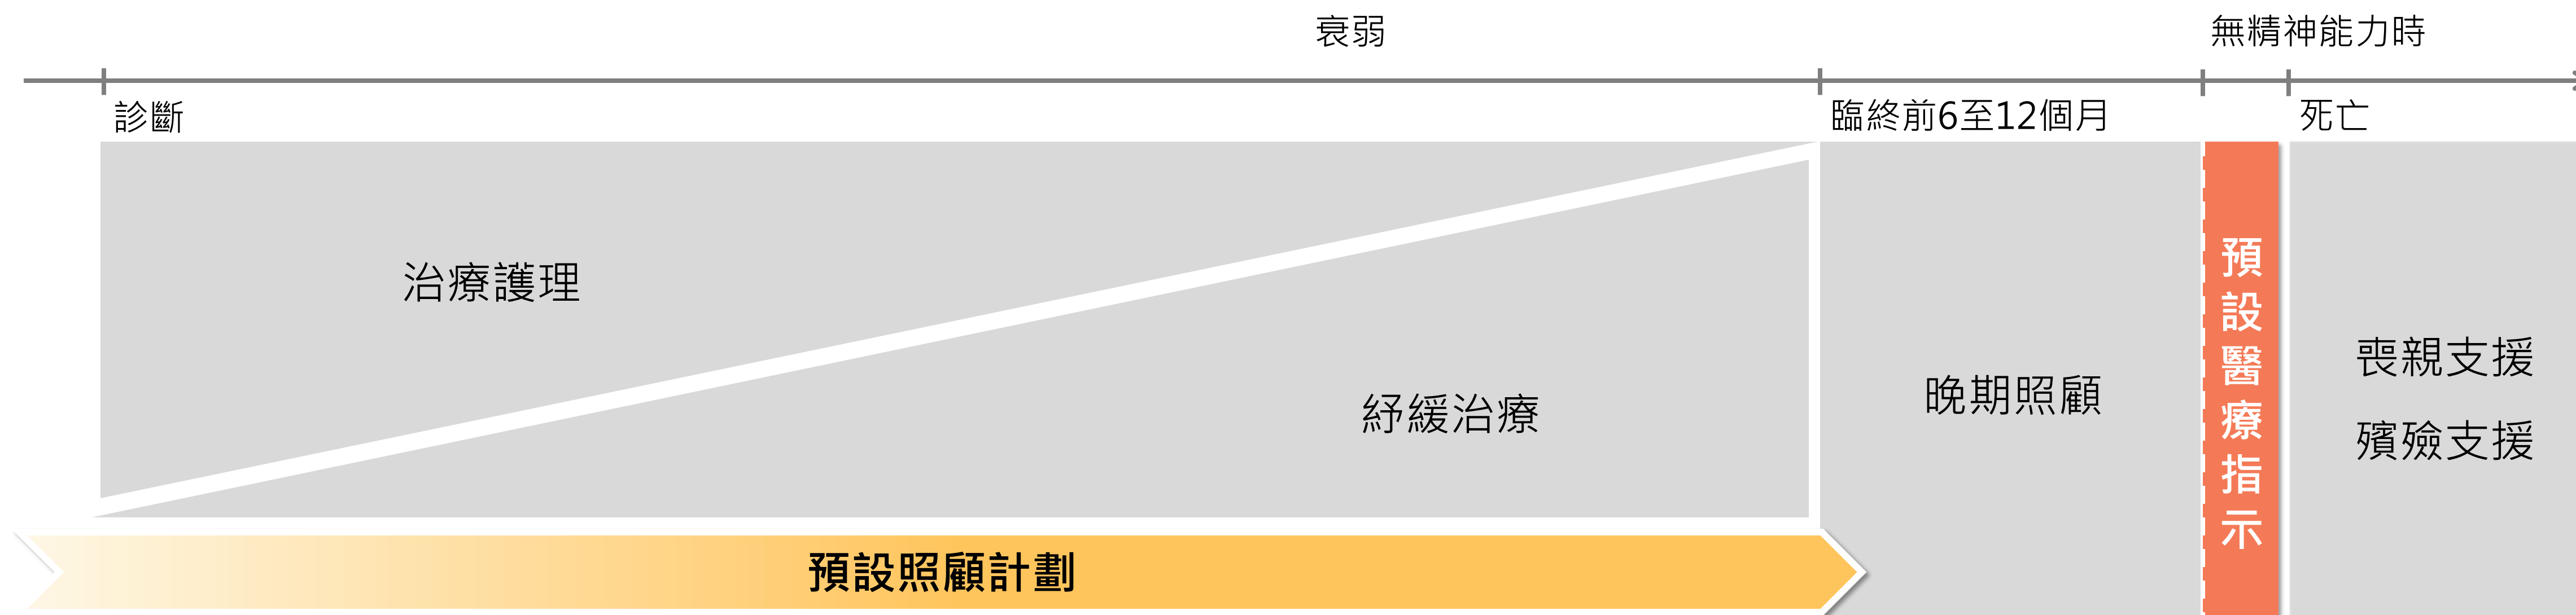 衰弱
無精神能力時
診斷
臨終前6至12個月
死亡
治療護理
紓緩治療
晚期照顧
預設醫療指示
喪親支援
殯殮支援
預設照顧計劃